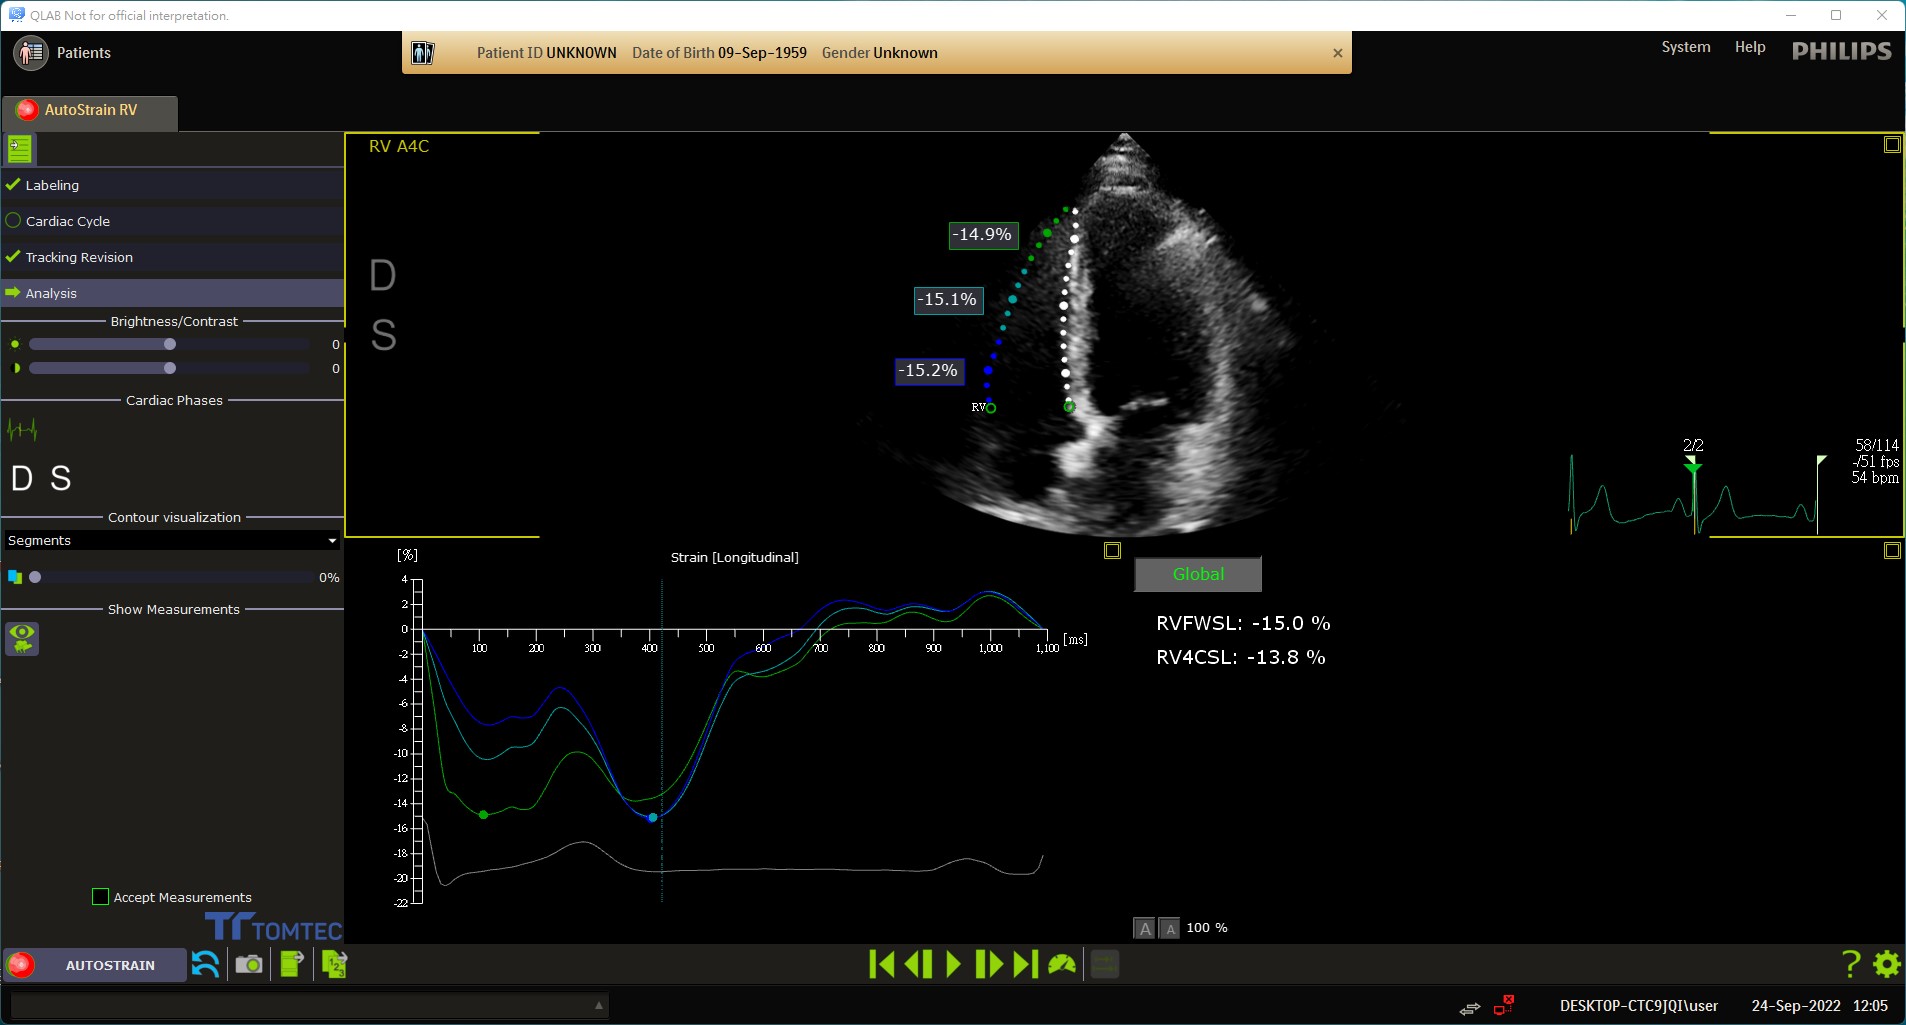 QLAB Not for official interpretation.
Patients
Patient ID UNKNOWN Date of Birth 09-Sep-1959 Gender Unknown
System Help PHILIPS
AutoStrain RV
Labeling
Cardiac Cycle
Tracking Revision
Analysis
Brightness/Contrast
0
0
Cardiac Phases
D S
Contour visualization
Segments
0%
Show Measurements
Accept Measurements
TOMTEC
RV A4C
D
S
-14.9%
-15.1%
-15.2%
RV
2/2
58/114
-/51 fps
54 bpm
[%] Strain [Longitudinal]
4
2
0
-2
-4
-6
-8
-10
-12
-14
-16
-18
-20
-22
100 200 300 400 500 600 700 800 900 1,000 1,100 [ms]
Global
RVFWSL: -15.0 %
RV4CSL: -13.8 %
A A 100 %
AUTOSTRAIN
123
?
DESKTOP-CTC9JQI\user 24-Sep-2022 12:05